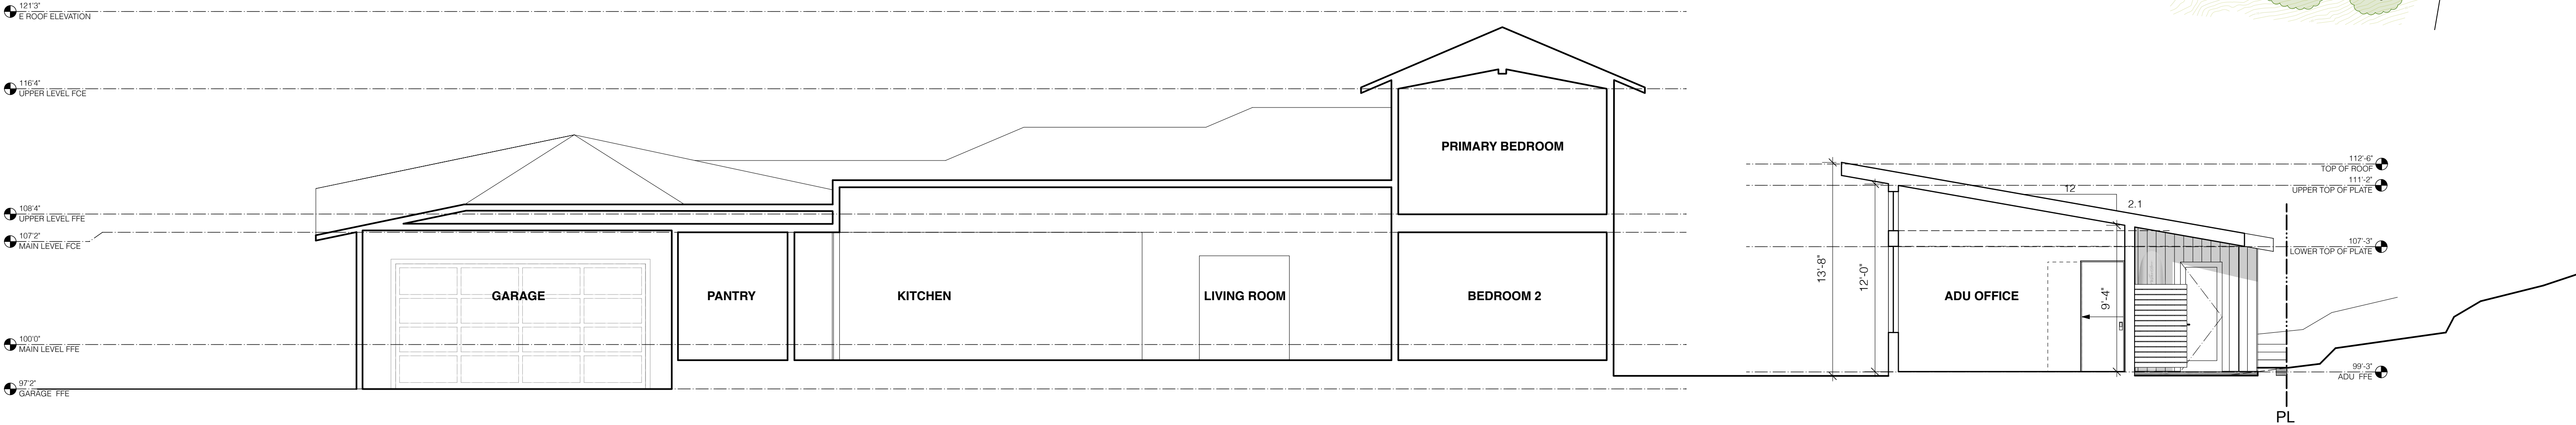 121'3"
E ROOF ELEVATION
116'4"
UPPER LEVEL FCE
PRIMARY BEDROOM
112'-6"
TOP OF ROOF
111'-2"
UPPER TOP OF PLATE
12
2.1
108'4"
UPPER LEVEL FFE
107'2"
MAIN LEVEL FCE
107'-3"
LOWER TOP OF PLATE
13'-8"
12'-0"
9'-4"
GARAGE
PANTRY
KITCHEN
LIVING ROOM
BEDROOM 2
ADU OFFICE
100'0"
MAIN LEVEL FFE
99'-3"
ADU FFE
97'2"
GARAGE FFE
PL